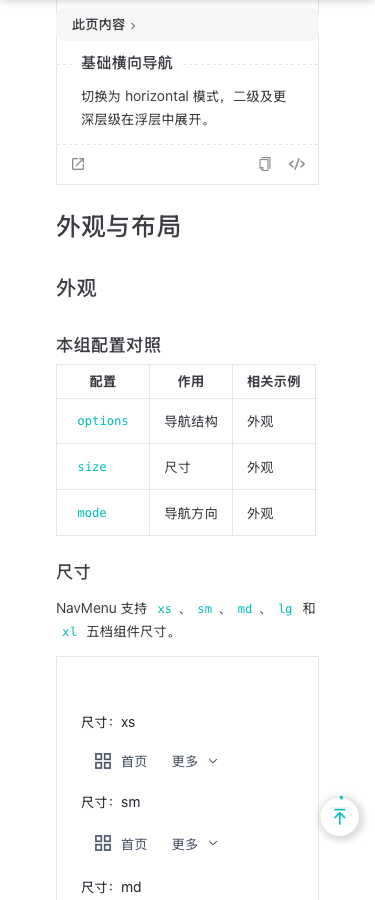 此页内容
基础横向导航
切换为 horizontal 模式，二级及更
深层级在浮层中展开。
外观与布局
外观
本组配置对照
配置 作用 相关示例
options 导航结构 外观
size 尺寸 外观
mode 导航方向 外观
尺寸
NavMenu 支持 xs 、 sm 、 md 、 lg 和
xl 五档组件尺寸。
尺寸：xs
首页 更多
尺寸：sm
首页 更多
尺寸：md